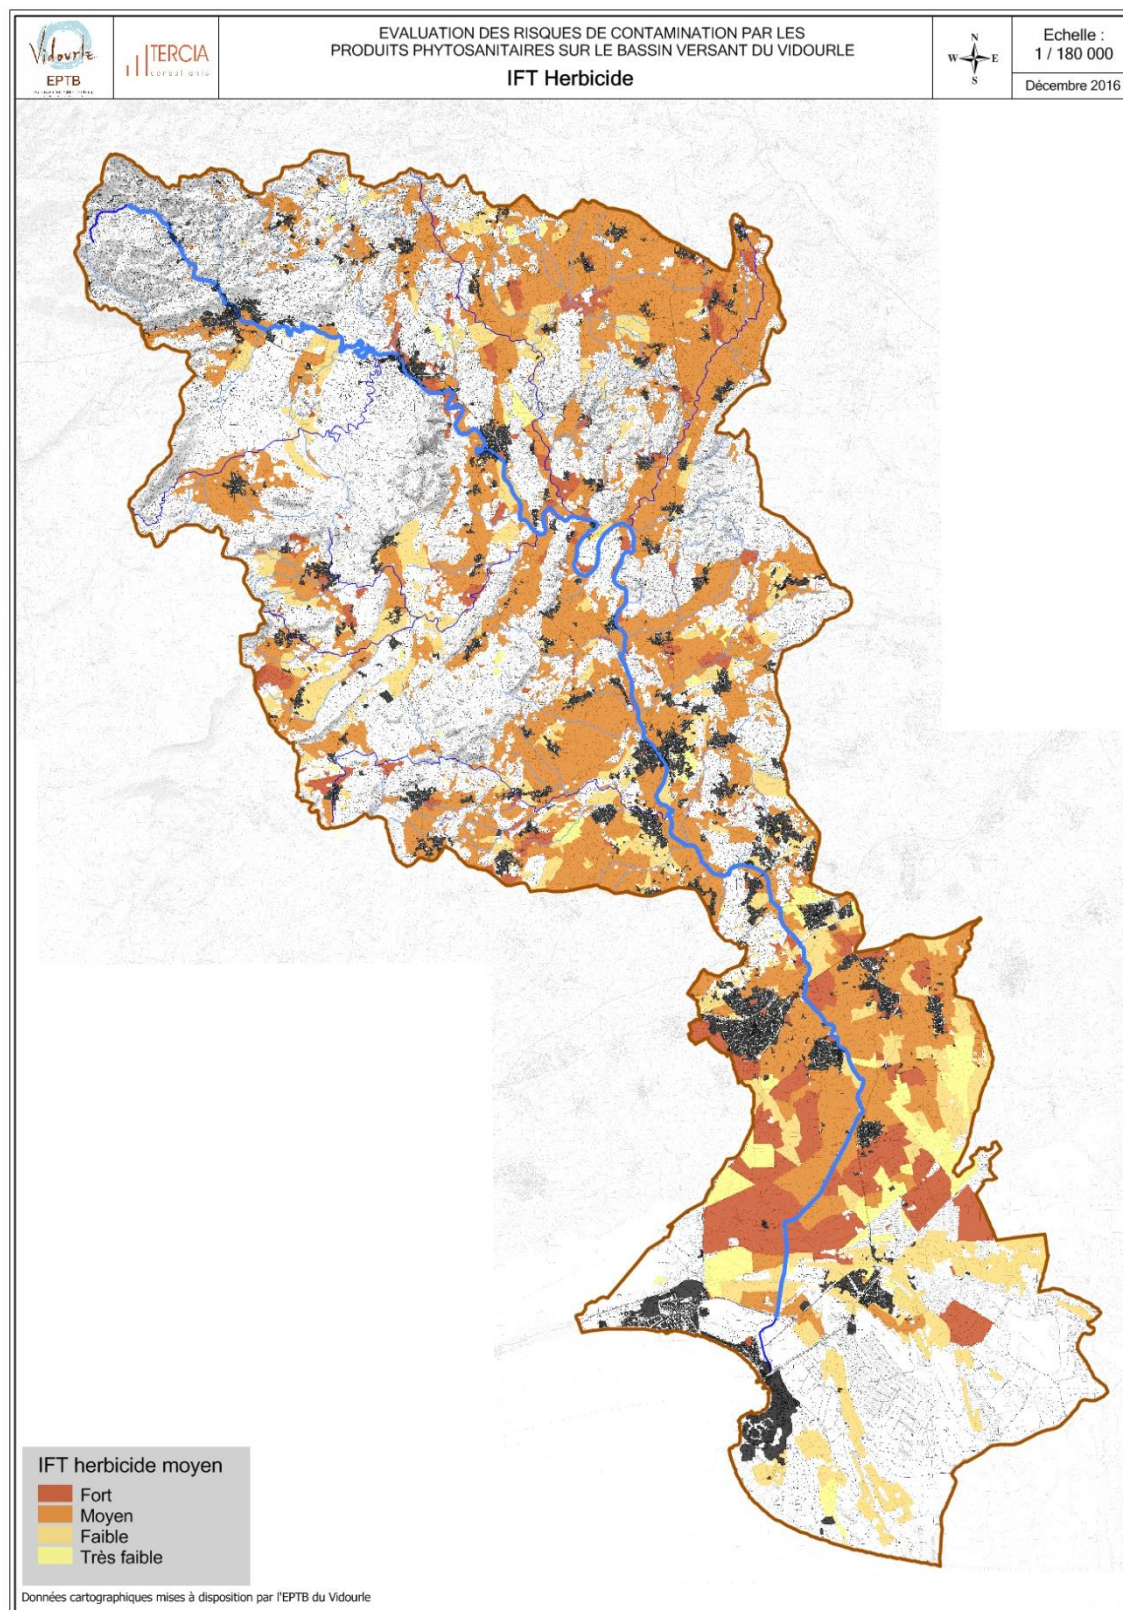 Vidourle
EPTB
TERCIA
consultants
EVALUATION DES RISQUES DE CONTAMINATION PAR LES
PRODUITS PHYTOSANITAIRES SUR LE BASSIN VERSANT DU VIDOURLE
IFT Herbicide
N
W E
S
Echelle :
1 / 180 000
Décembre 2016
IFT herbicide moyen
Fort
Moyen
Faible
Très faible
Données cartographiques mises à disposition par l'EPTB du Vidourle